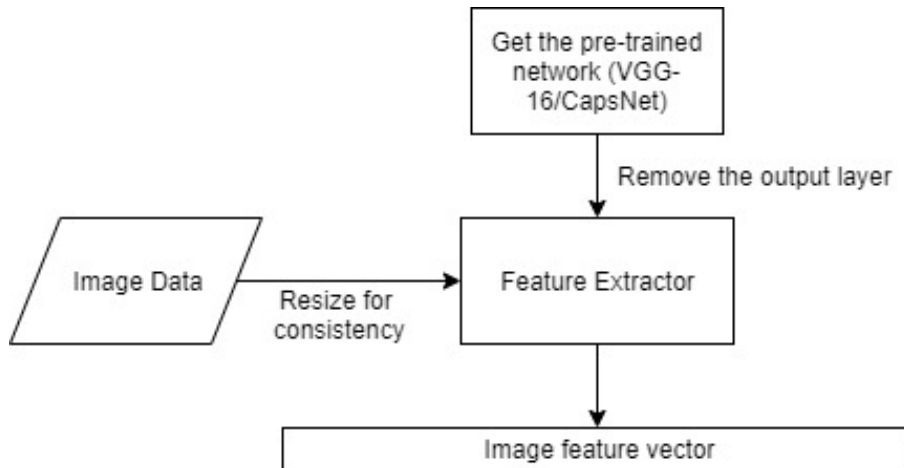 Get the pre-trained
network (VGG-
16/CapsNet)
Remove the output layer
Image Data
Feature Extractor
Resize for
consistency
Image feature vector